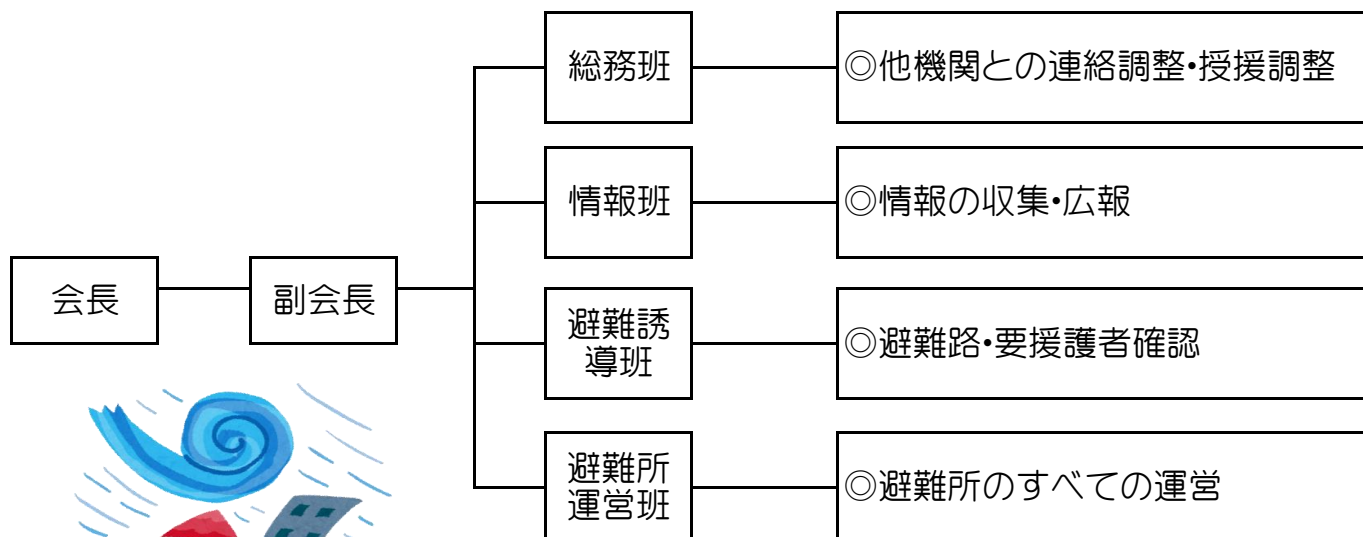 総務班
◎他機関との連絡調整・授援調整
情報班
◎情報の収集・広報
会長
副会長
避難誘
導班
◎避難路・要援護者確認
避難所
運営班
◎避難所のすべての運営